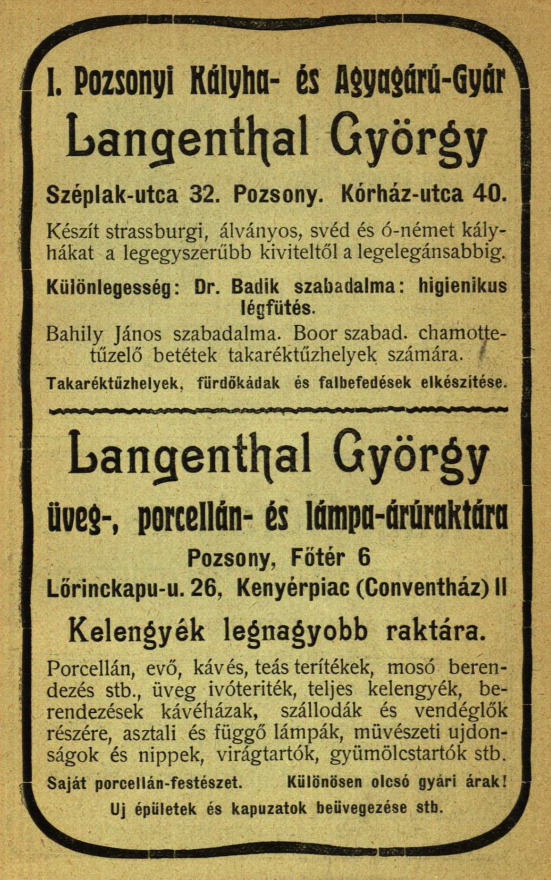 I. Pozsonyi Kályha- és Agyagárú-Gyár
Langenthal György
Széplak-utca 32. Pozsony. Kórház-utca 40.
Készít strassburgi, álványos, svéd és ó-német kály-
hákat a legegyszerűbb kiviteltől a legelegánsabbig.
Különlegesség: Dr. Badik szabadalma: higienikus
légfűtés.
Bahily János szabadalma. Boor szabad. chamotte-
tűzelő betétek takaréktűzhelyek számára.
Takaréktűzhelyek, fürdőkádak és falbefedések elkészítése.
Langenthal György
üveg-, porcellán- és lámpa-árúraktára
Pozsony, Főtér 6
Lőrinckapu-u. 26, Kenyérpiac (Conventház) II
Kelengyék legnagyobb raktára.
Porcellán, evő, kávés, teás terítékek, mosó beren-
dezés stb., üveg ivóteriték, teljes kelengyék, be-
rendezések kávéházak, szállodák és vendéglők
részére, asztali és függő lámpák, müvészeti ujdon-
ságok és nippek, virágtartók, gyümölcstartók stb.
Saját porcellán-festészet. Különösen olcsó gyári árak!
Uj épületek és kapuzatok beüvegezése stb.